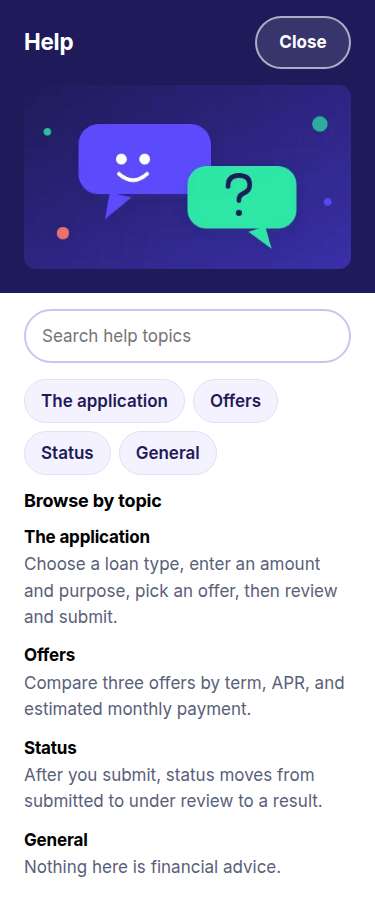 Help
Close
?
Search help topics
The application
Offers
Status
General
Browse by topic
The application
Choose a loan type, enter an amount
and purpose, pick an offer, then review
and submit.
Offers
Compare three offers by term, APR, and
estimated monthly payment.
Status
After you submit, status moves from
submitted to under review to a result.
General
Nothing here is financial advice.